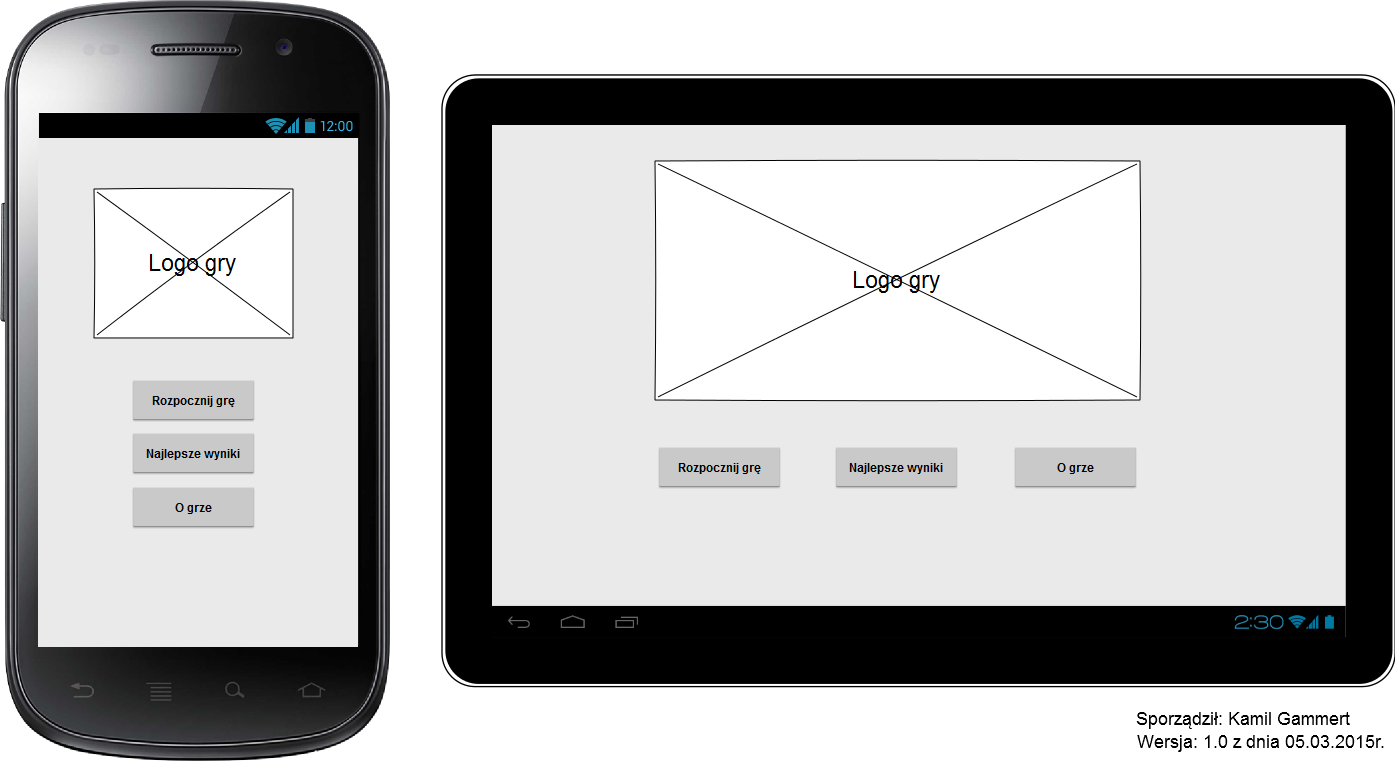 12:00
Logo gry
Rozpocznij grę
Najlepsze wyniki
O grze
Logo gry
Rozpocznij grę
Najlepsze wyniki
O grze
2:30
Sporządził: Kamil Gammert
Wersja: 1.0 z dnia 05.03.2015r.